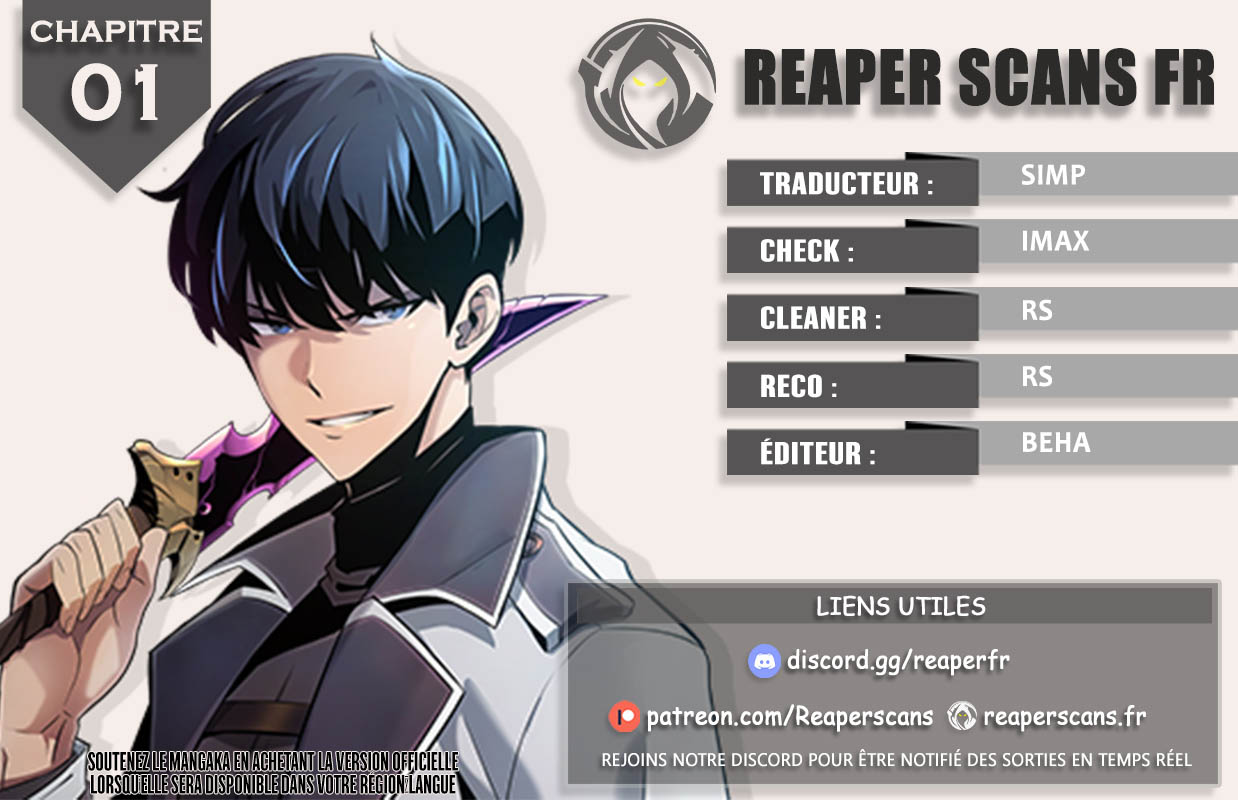 CHAPITRE
01
REAPER SCANS FR
TRADUCTEUR : SIMP
CHECK : IMAX
CLEANER : RS
RECO : RS
ÉDITEUR : BEHA
LIENS UTILES
discord.gg/reaperfr
patreon.com/Reaperscans reaperscans.fr
REJOINS NOTRE DISCORD POUR ÊTRE NOTIFIÉ DES SORTIES EN TEMPS RÉEL
SOUTENEZ LE MANGAKA EN ACHETANT LA VERSION OFFICIELLE
LORSQU'ELLE SERA DISPONIBLE DANS VOTRE RÉGION/LANGUE